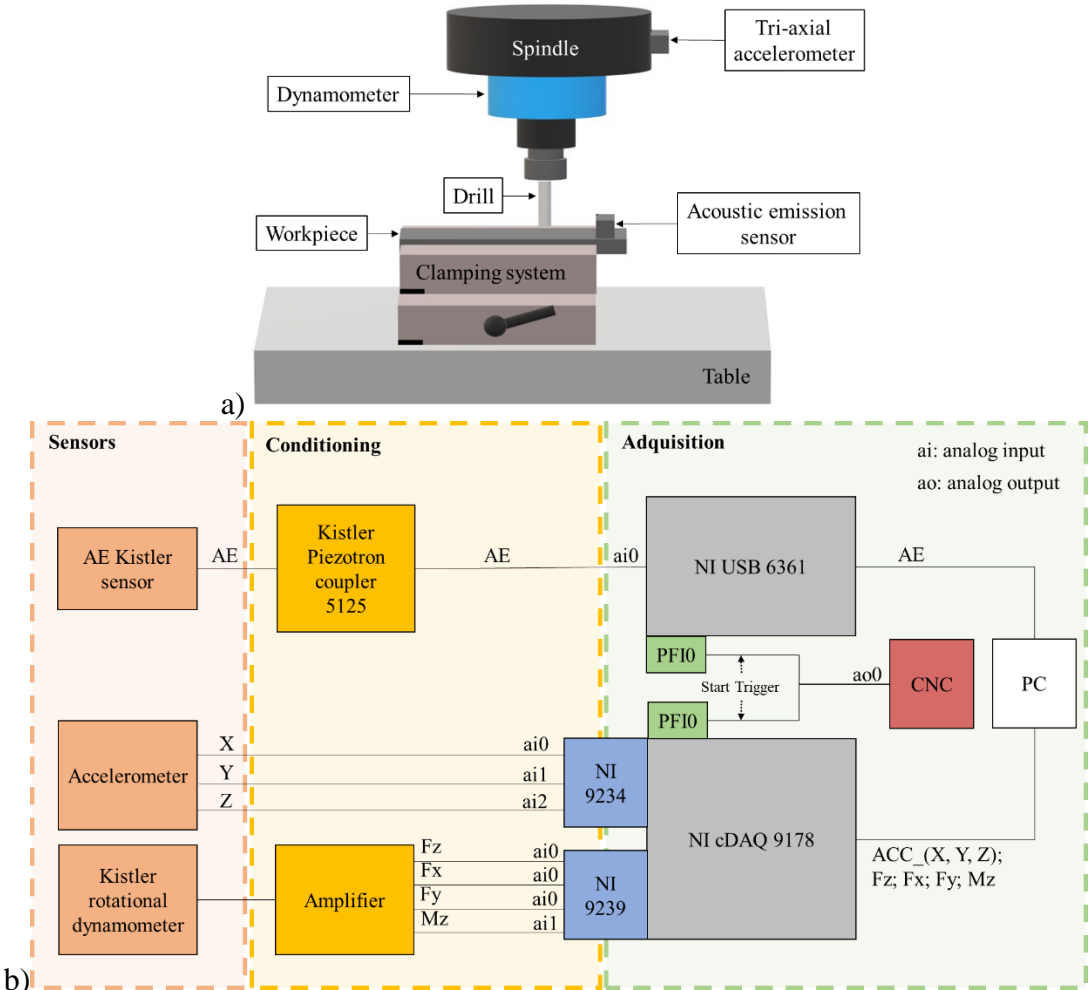 Spindle
Tri-axial
accelerometer
Dynamometer
Drill
Workpiece
Acoustic emission
sensor
Clamping system
Table
a)
Sensors
Conditioning
Adquisition
ai: analog input
ao: analog output
AE Kistler
sensor
AE
Kistler
Piezotron
coupler
5125
AE
ai0
NI USB 6361
AE
PFI0
Start Trigger
ao0
CNC
PC
PFI0
Accelerometer
X
Y
Z
ai0
ai1
ai2
NI
9234
NI cDAQ 9178
ACC_(X, Y, Z);
Fz; Fx; Fy; Mz
Kistler
rotational
dynamometer
Amplifier
Fz
Fx
Fy
Mz
ai0
ai0
ai0
ai1
NI
9239
b)